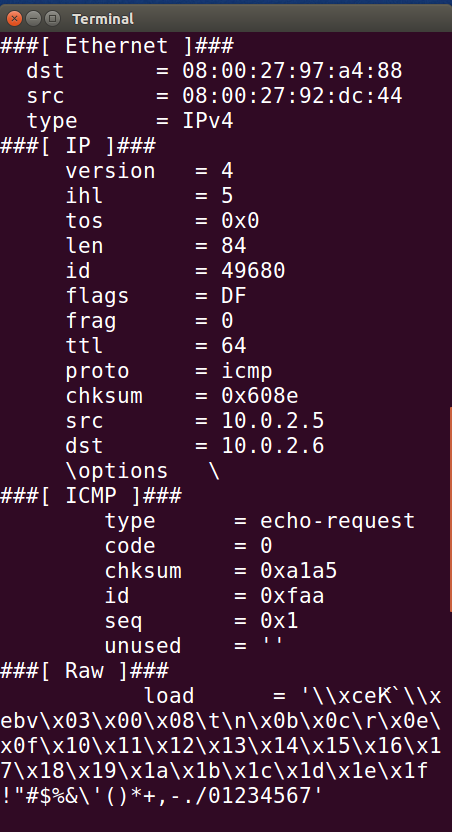 Terminal
###[ Ethernet ]###
  dst       = 08:00:27:97:a4:88
  src       = 08:00:27:92:dc:44
  type      = IPv4
###[ IP ]###
     version   = 4
     ihl       = 5
     tos       = 0x0
     len       = 84
     id        = 49680
     flags     = DF
     frag      = 0
     ttl       = 64
     proto     = icmp
     chksum    = 0x608e
     src       = 10.0.2.5
     dst       = 10.0.2.6
     \options   \
###[ ICMP ]###
        type      = echo-request
        code      = 0
        chksum    = 0xa1a5
        id        = 0xfaa
        seq       = 0x1
        unused    = ''
###[ Raw ]###
           load      = '\\xceK̏`\\x
ebv\x03\x00\x08\t\n\x0b\x0c\r\x0e\
x0f\x10\x11\x12\x13\x14\x15\x16\x1
7\x18\x19\x1a\x1b\x1c\x1d\x1e\x1f 
!"#$%&\'()*+,-./01234567'